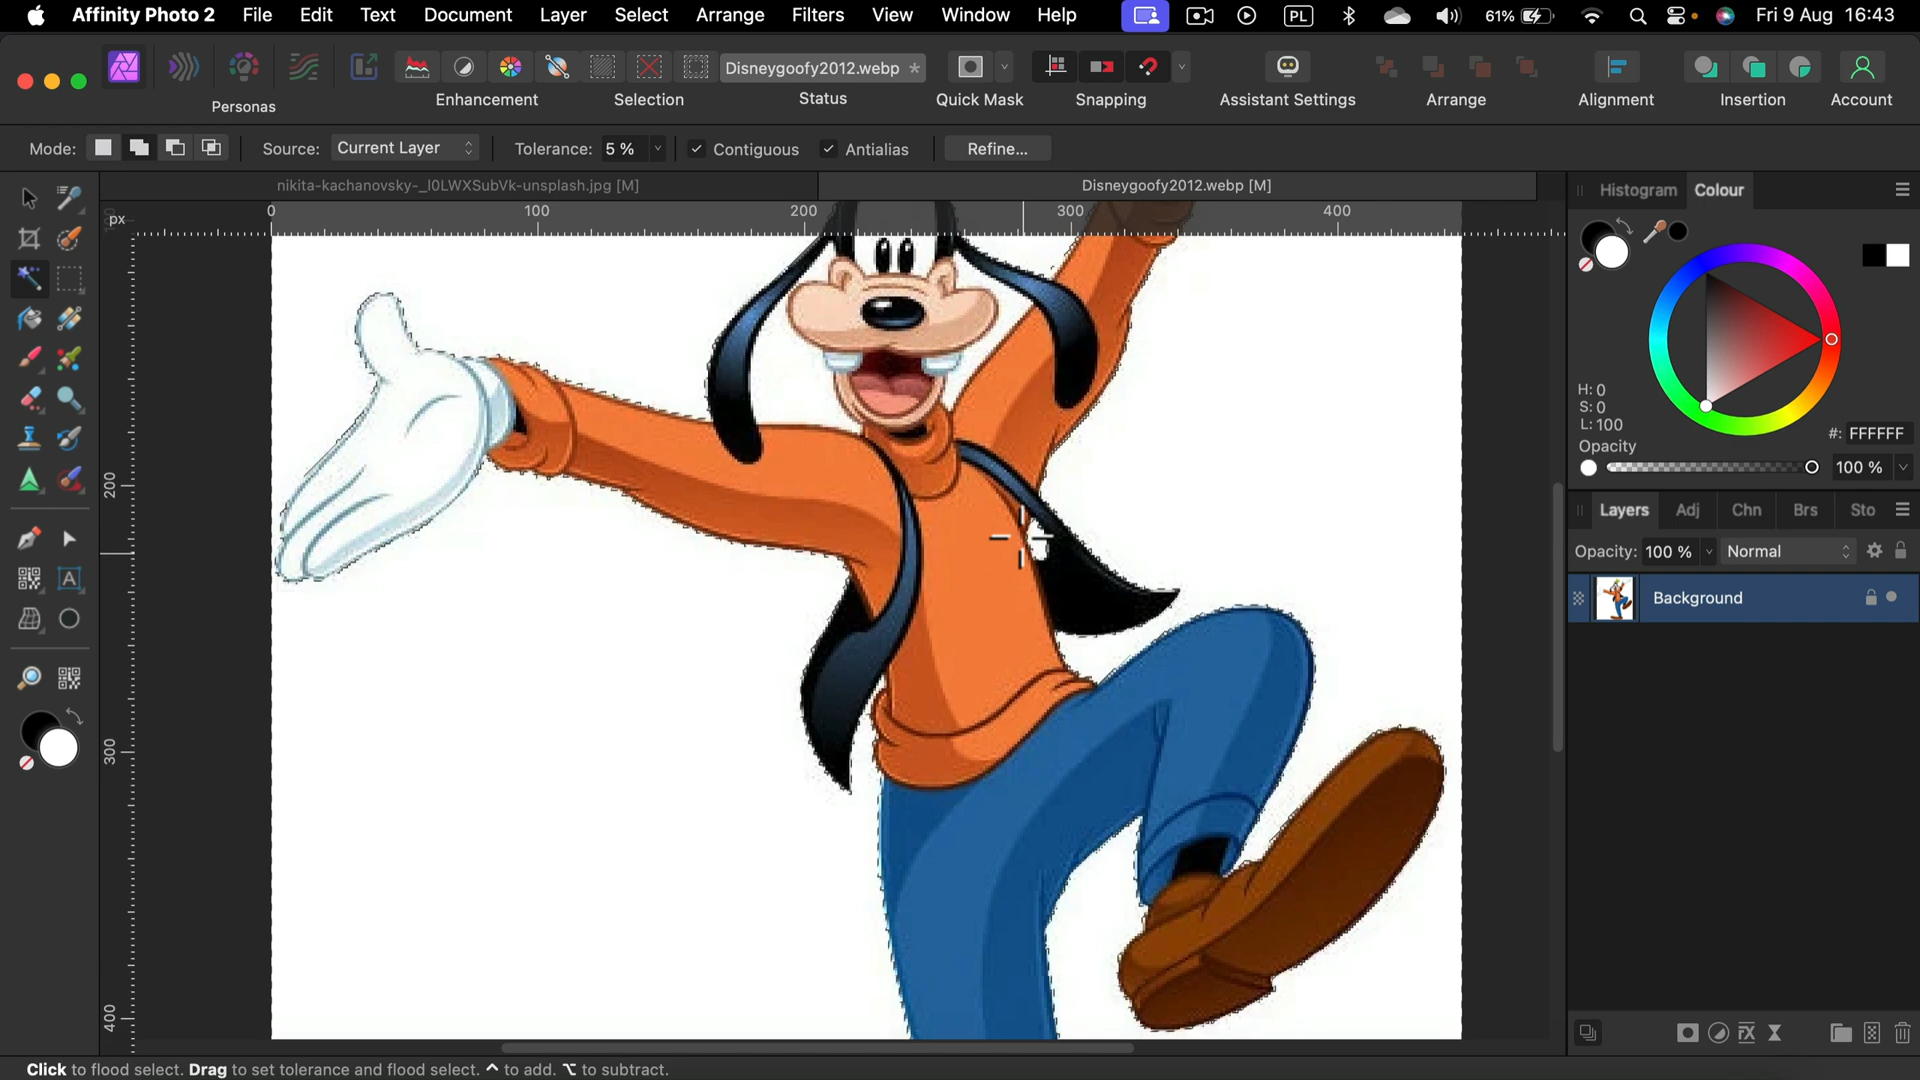 Affinity Photo 2 File Edit Text Document Layer Select Arrange Filters View Window Help PL 61% Fri 9 Aug 16:43
Disneygoofy2012.webp *
Personas Enhancement Selection Status Quick Mask Snapping Assistant Settings Arrange Alignment Insertion Account
Mode: Source: Current Layer Tolerance: 5 % Contiguous Antialias Refine...
nikita-kachanovsky-_l0LWXSubVk-unsplash.jpg [M] Disneygoofy2012.webp [M] Histogram Colour
px 0 100 200 300 400
H: 0
S: 0
L: 100
#: FFFFFF
Opacity
100 %
200
Layers Adj Chn Brs Sto
Opacity: 100 % Normal
A
Background
300
400
Click to flood select. Drag to set tolerance and flood select. ^ to add. ⌥ to subtract.